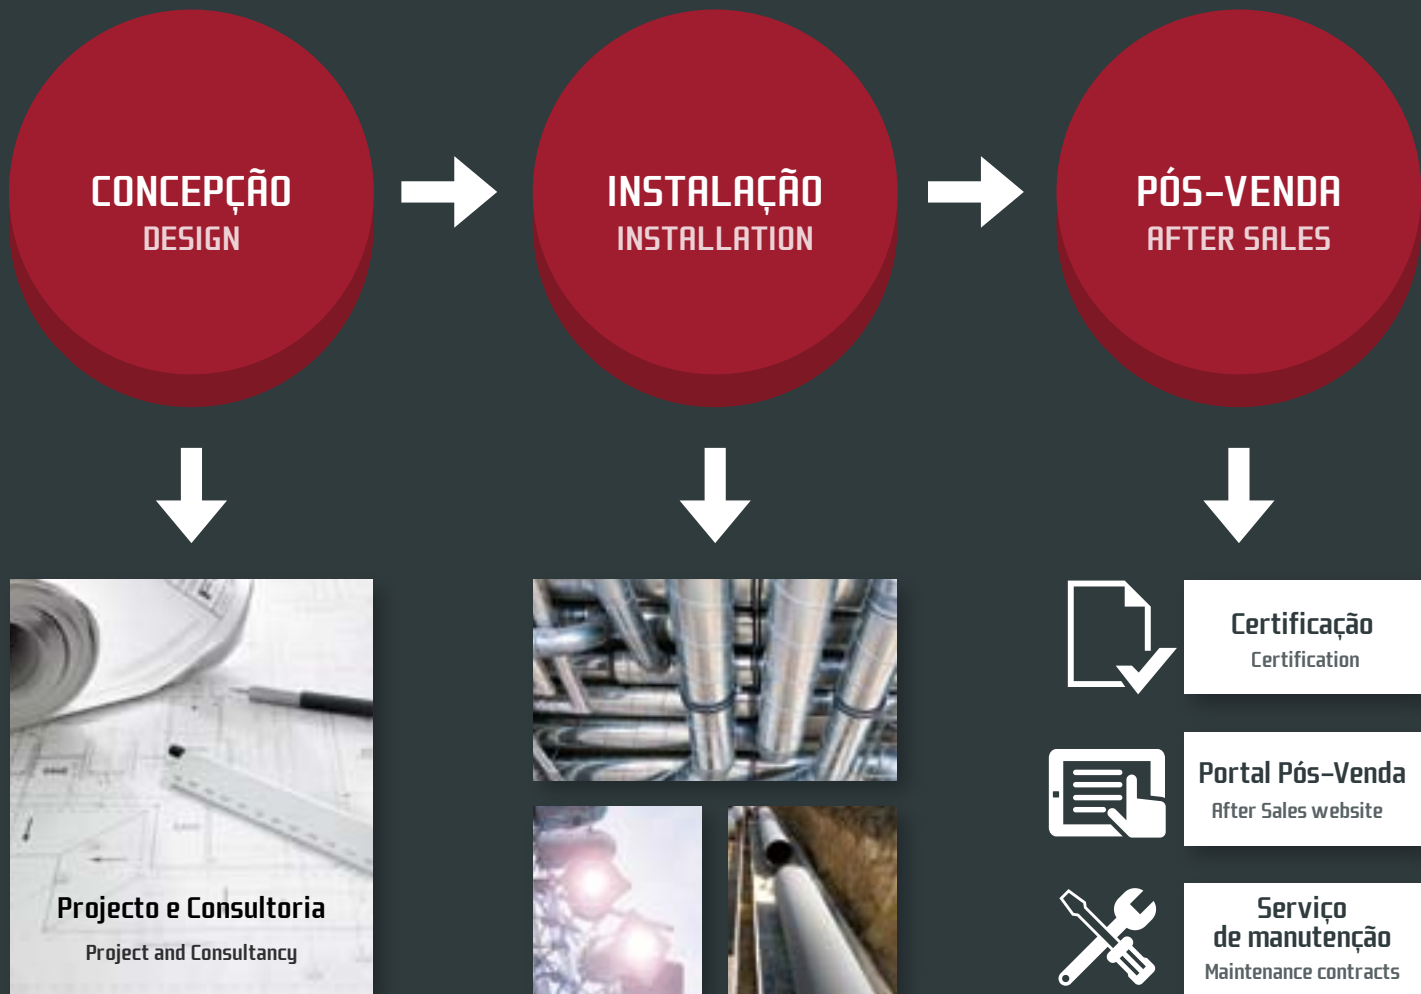 CONCEPÇÃO
DESIGN
INSTALAÇÃO
INSTALLATION
PÓS-VENDA
AFTER SALES
Projecto e Consultoria
Project and Consultancy
Certificação
Certification
Portal Pós-Venda
After Sales website
Serviço
de manutenção
Maintenance contracts